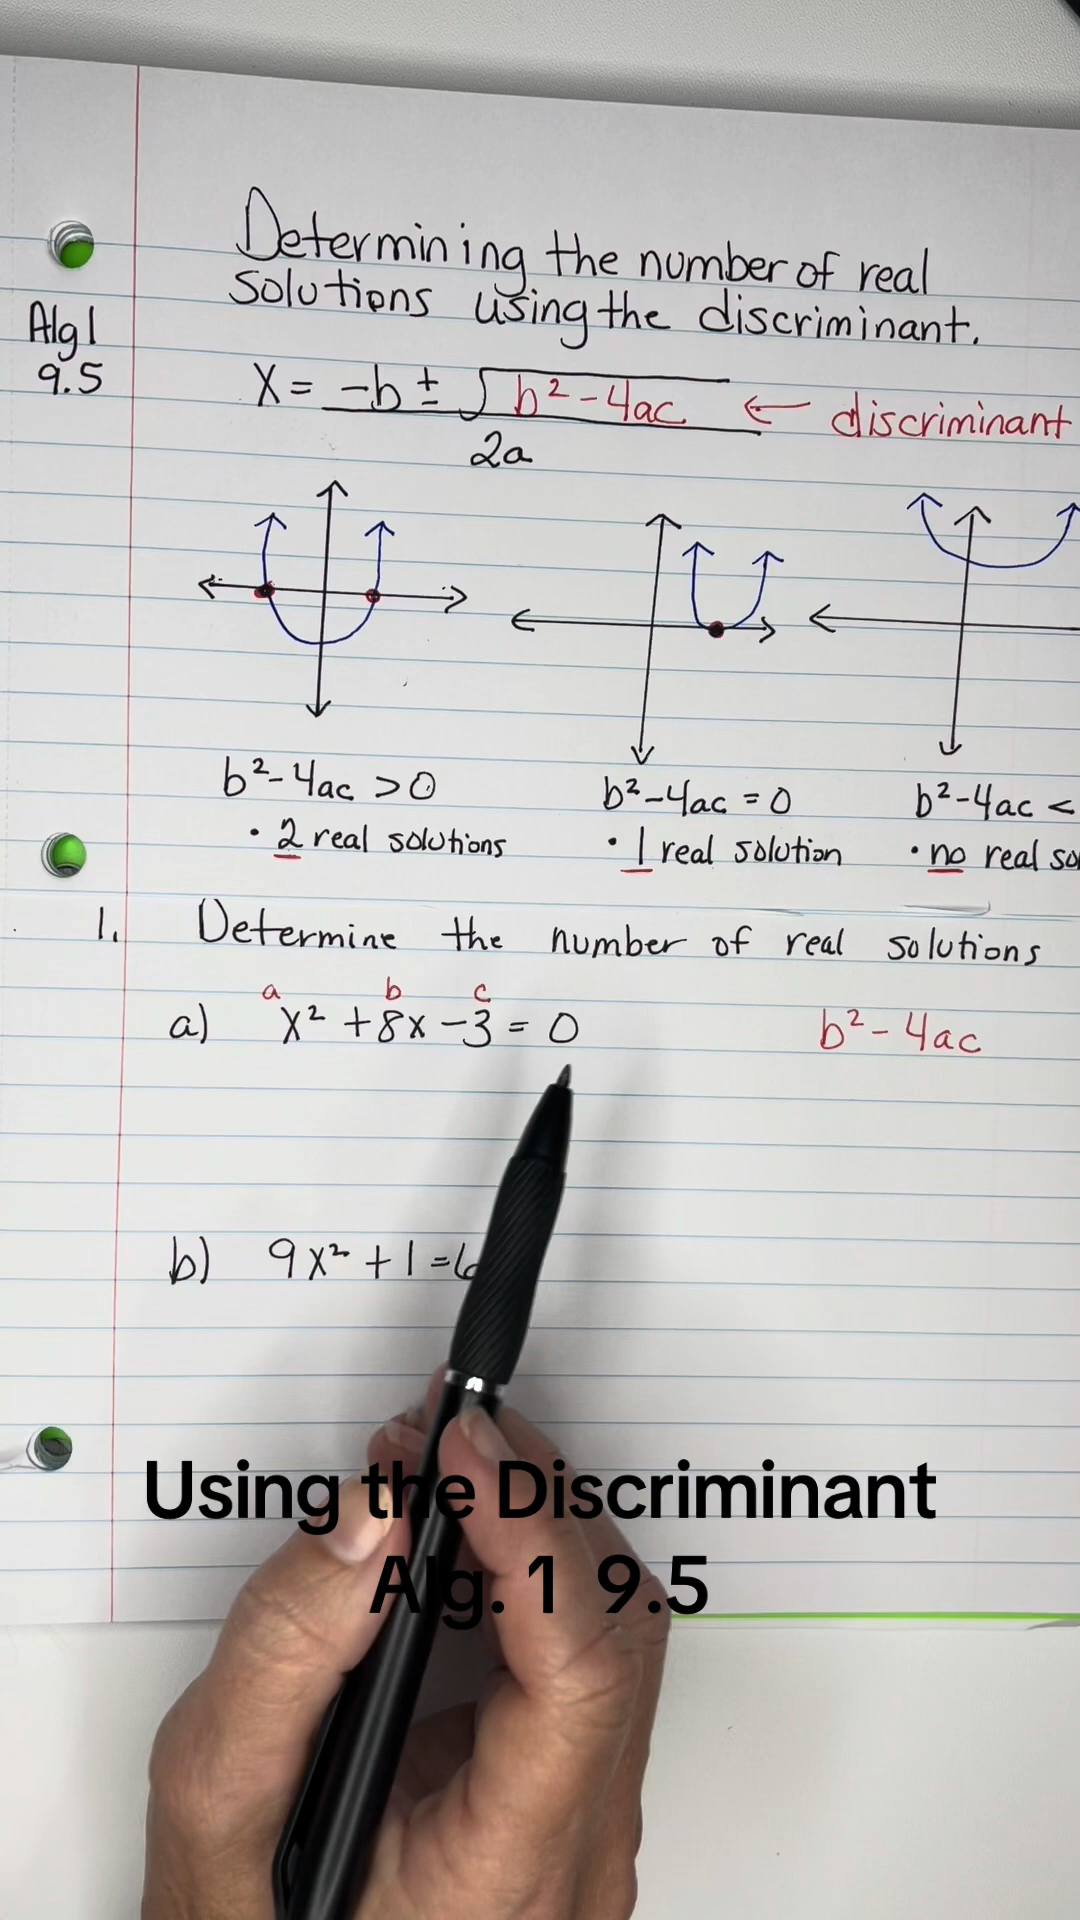 Determining the number of real
solutions using the discriminant.
Alg 1
9.5
x = -b ± √b² - 4ac ← discriminant
2a
b² - 4ac > 0
b² - 4ac = 0
b² - 4ac <
• 2 real solutions
• 1 real solution
• no real
1. Determine the number of real solutions
a b c
a) x² + 8x - 3 = 0
b² - 4ac
b) 9x² + 1 = 6
Using the Discriminant
Alg. 1 9.5